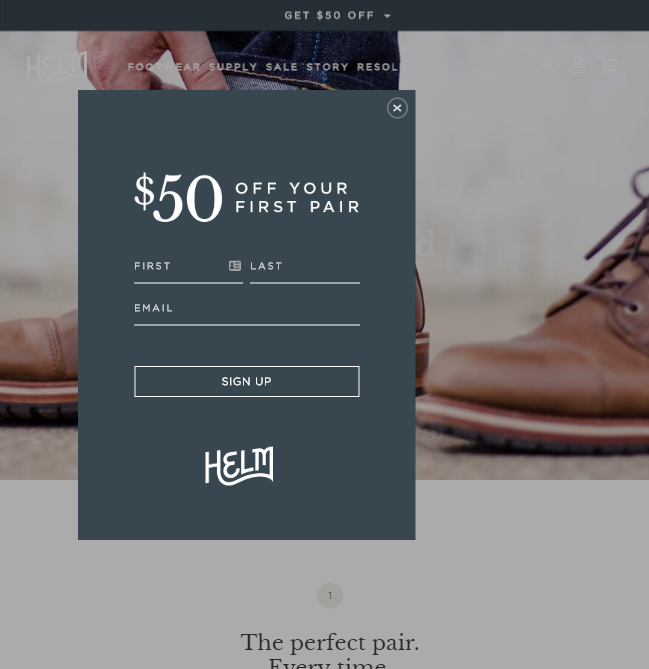 GET $50 OFF
HELM
FOOTWEAR SUPPLY SALE STORY RESOL
$50 OFF YOUR
FIRST PAIR
FIRST LAST
EMAIL
SIGN UP
HELM
1
The perfect pair.
Every time.